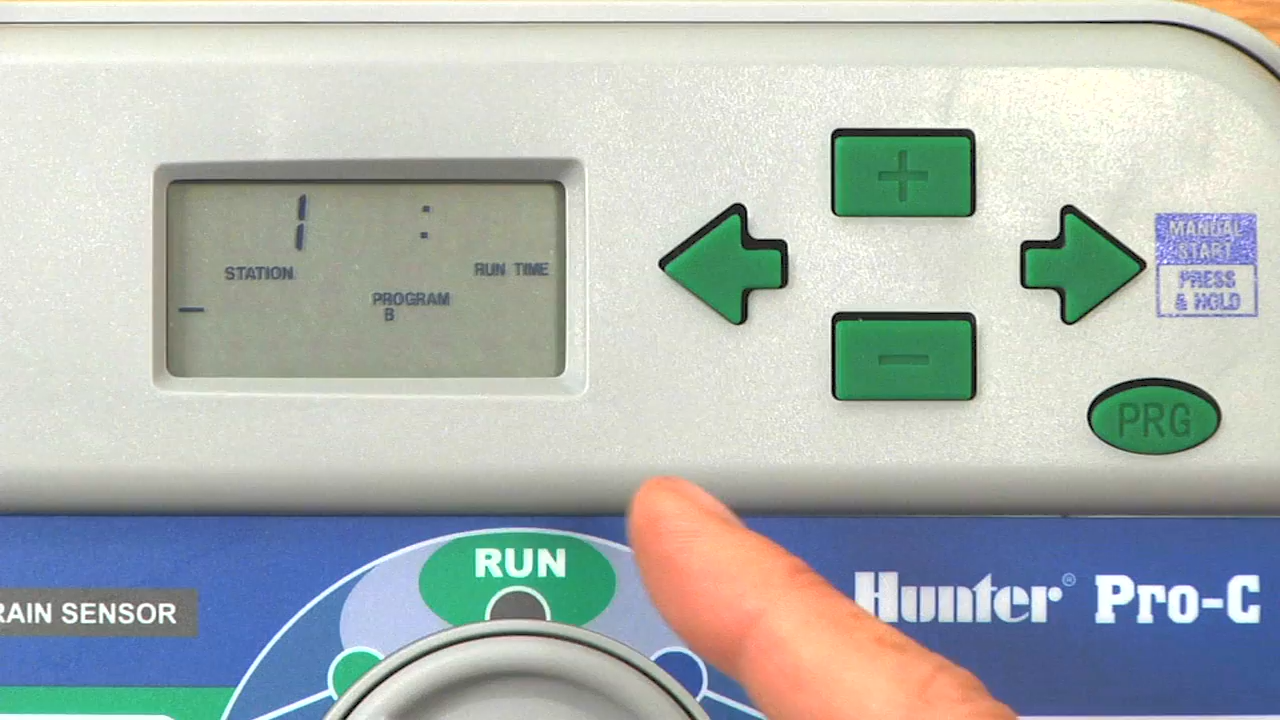 1 :
STATION
RUN TIME
PROGRAM
B
+
−
MANUAL
START
PRESS
& HOLD
PRG
RUN
RAIN SENSOR
Hunter® Pro-C